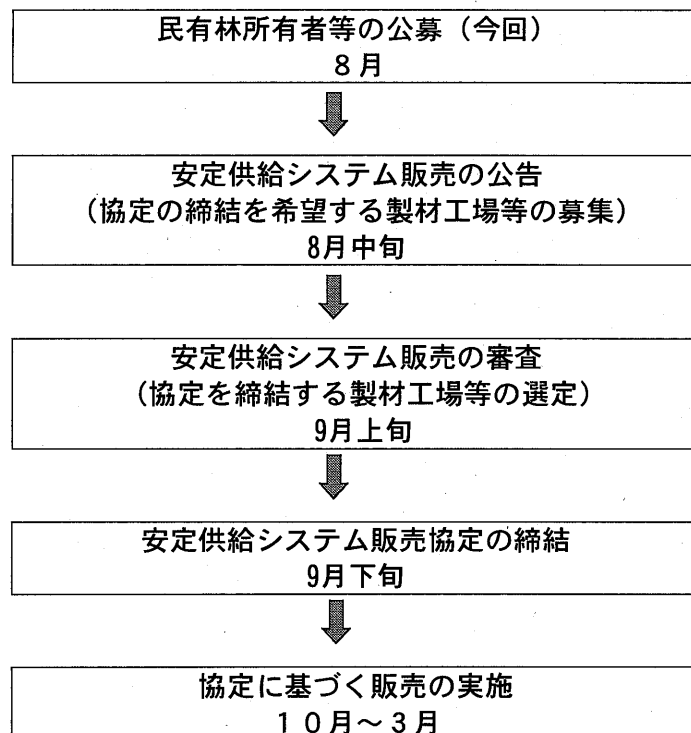 民有林所有者等の公募（今回）
８月
安定供給システム販売の公告
（協定の締結を希望する製材工場等の募集）
8月中旬
安定供給システム販売の審査
（協定を締結する製材工場等の選定）
9月上旬
安定供給システム販売協定の締結
9月下旬
協定に基づく販売の実施
１０月～３月